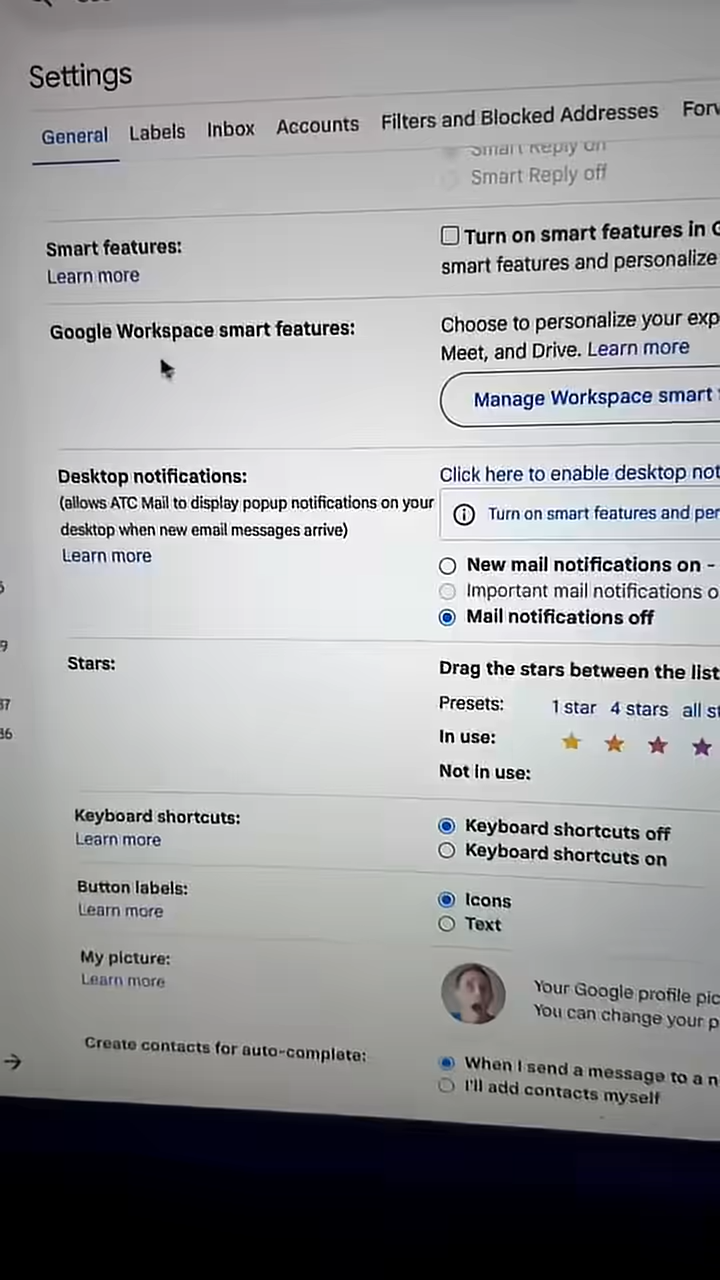 Settings
General Labels Inbox Accounts Filters and Blocked Addresses
Smart Reply on
Smart Reply off
Smart features:
Learn more
Turn on smart features in
smart features and personalize
Google Workspace smart features:
Choose to personalize your
Meet, and Drive. Learn more
Manage Workspace smart
Desktop notifications:
(allows ATC Mail to display popup notifications on your
desktop when new email messages arrive)
Learn more
Click here to enable desktop
Turn on smart features and
New mail notifications on -
Important mail notifications
Mail notifications off
Stars:
Drag the stars between the
Presets: 1 star 4 stars all
In use:
Not in use:
Keyboard shortcuts:
Learn more
Keyboard shortcuts off
Keyboard shortcuts on
Button labels:
Learn more
Icons
Text
My picture:
Learn more
Your Google profile
You can change your
Create contacts for auto-complete:
When I send a message to a
I'll add contacts myself